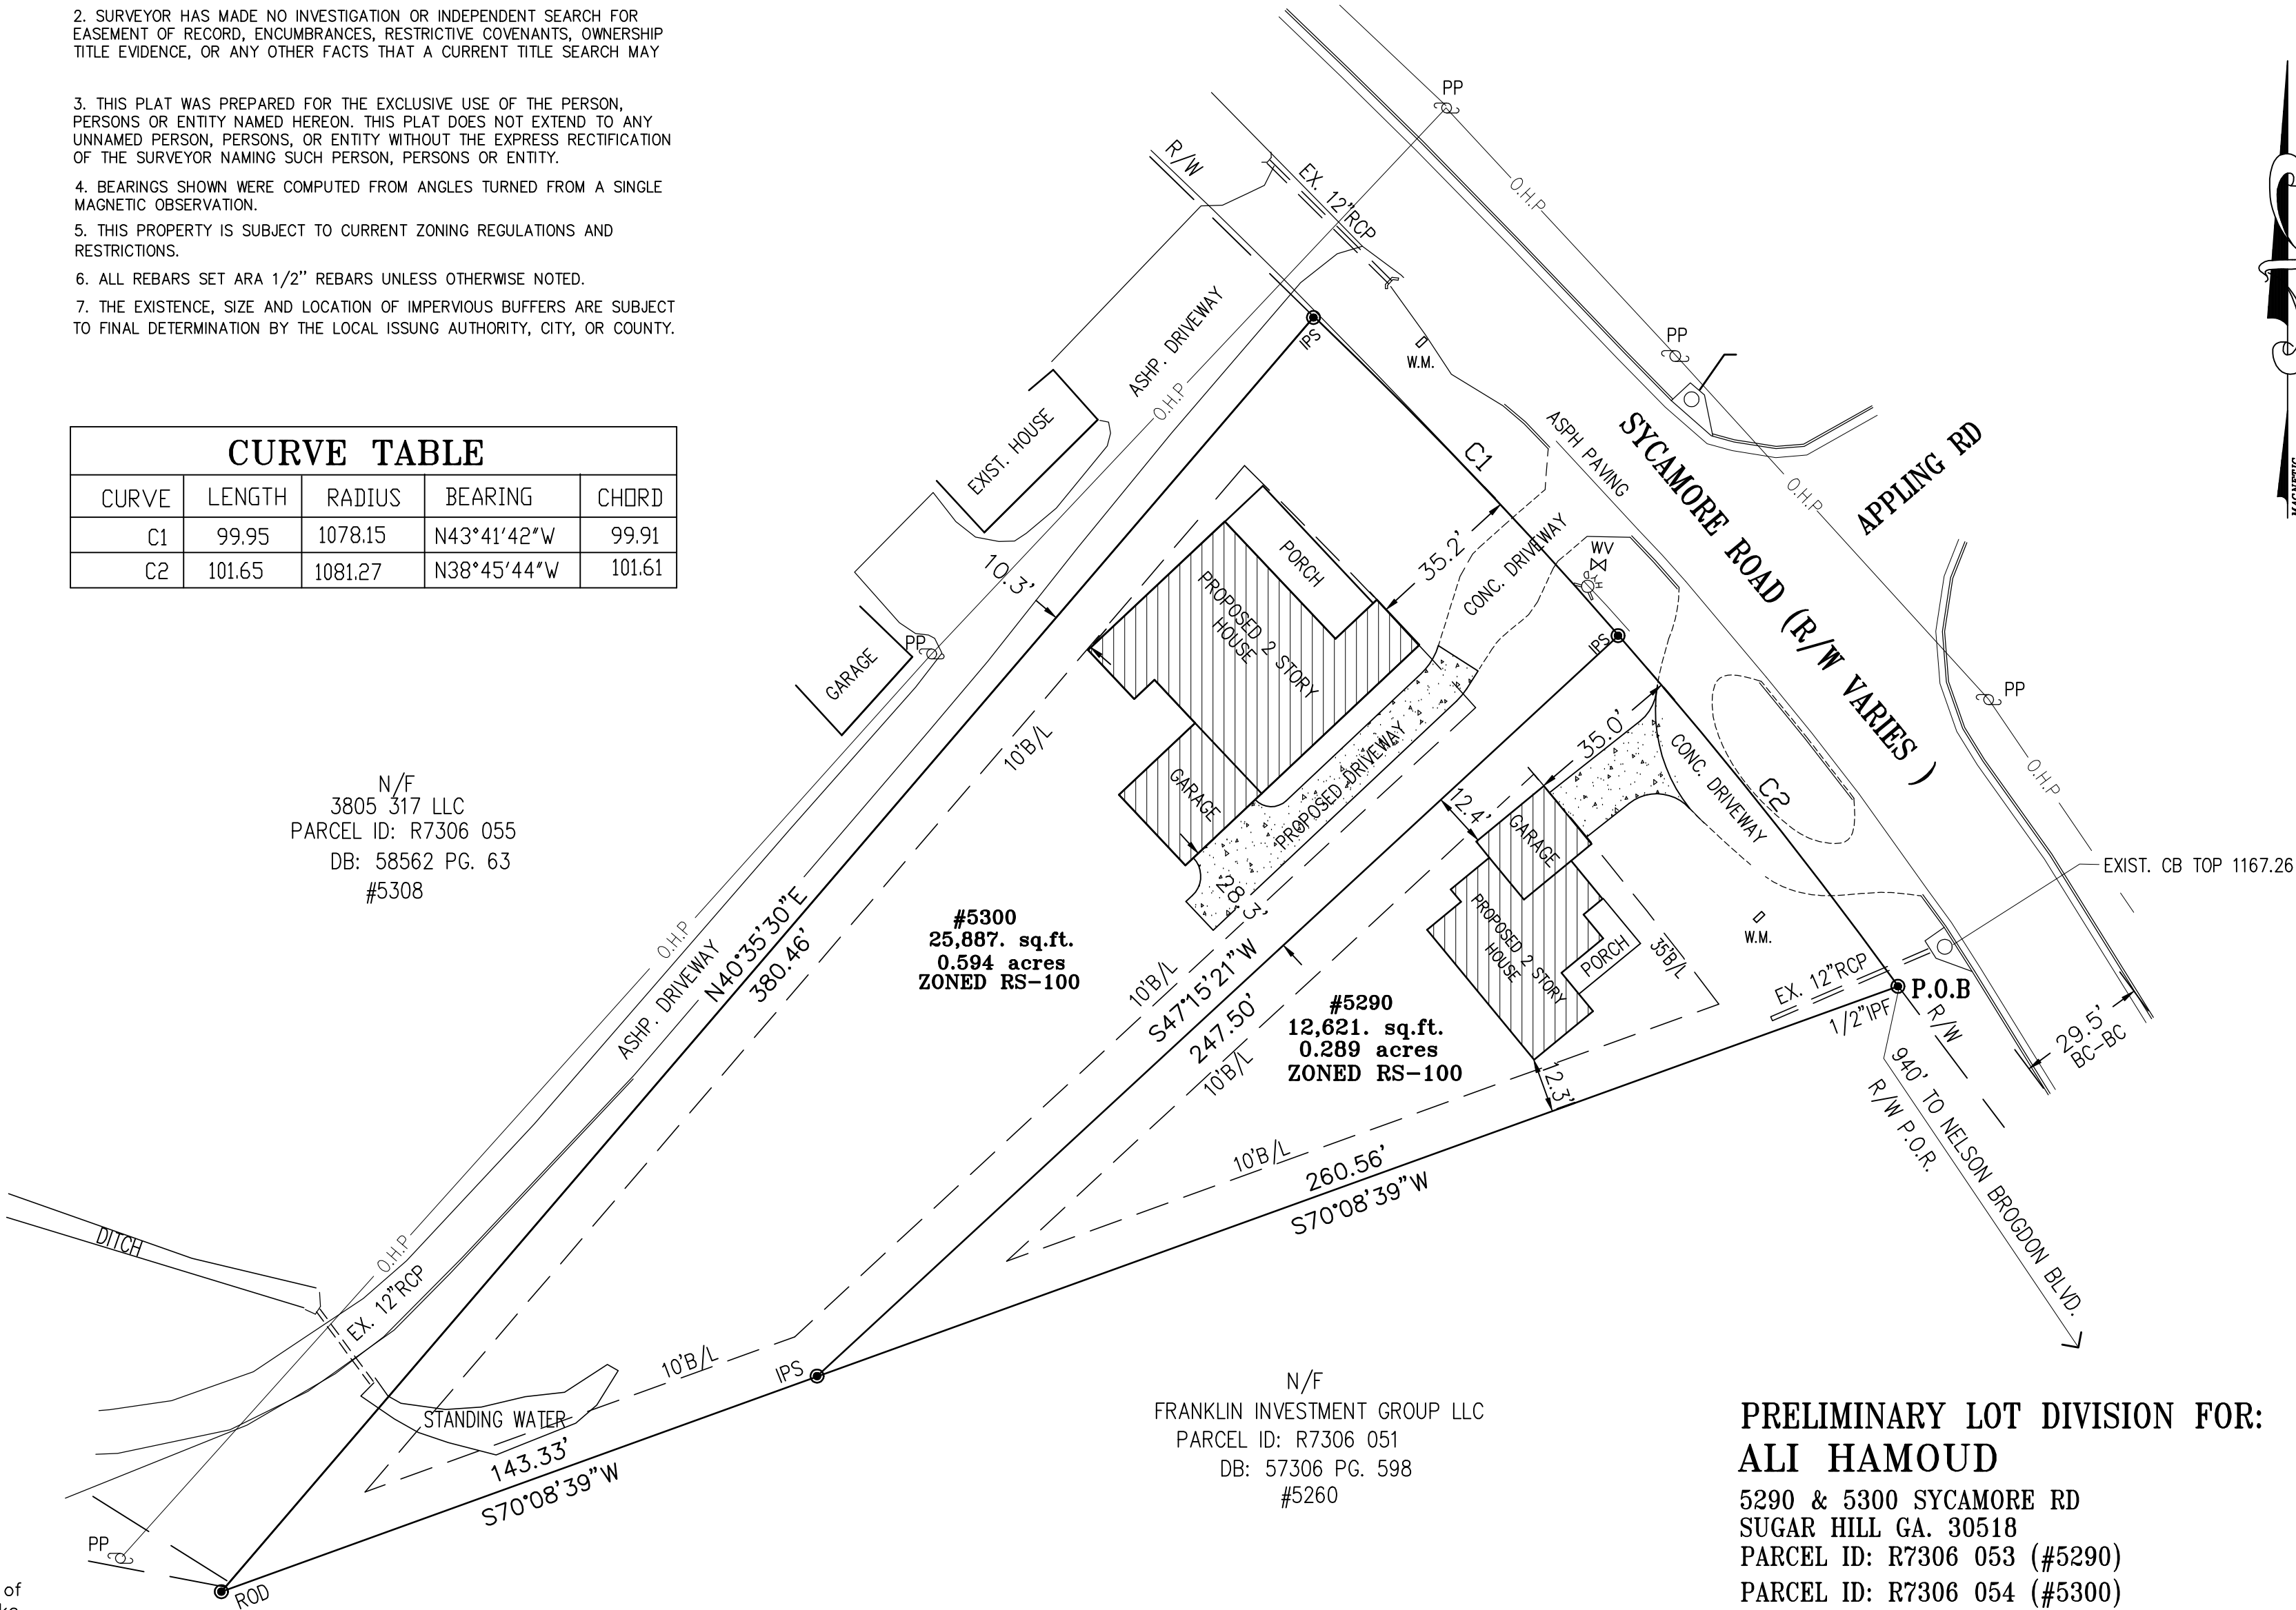 2. SURVEYOR HAS MADE NO INVESTIGATION OR INDEPENDENT SEARCH FOR
EASEMENT OF RECORD, ENCUMBRANCES, RESTRICTIVE COVENANTS, OWNERSHIP
TITLE EVIDENCE, OR ANY OTHER FACTS THAT A CURRENT TITLE SEARCH MAY
3. THIS PLAT WAS PREPARED FOR THE EXCLUSIVE USE OF THE PERSON,
PERSONS OR ENTITY NAMED HEREON. THIS PLAT DOES NOT EXTEND TO ANY
UNNAMED PERSON, PERSONS, OR ENTITY WITHOUT THE EXPRESS RECTIFICATION
OF THE SURVEYOR NAMING SUCH PERSON, PERSONS OR ENTITY.
4. BEARINGS SHOWN WERE COMPUTED FROM ANGLES TURNED FROM A SINGLE
MAGNETIC OBSERVATION.
5. THIS PROPERTY IS SUBJECT TO CURRENT ZONING REGULATIONS AND
RESTRICTIONS.
6. ALL REBARS SET ARA 1/2" REBARS UNLESS OTHERWISE NOTED.
7. THE EXISTENCE, SIZE AND LOCATION OF IMPERVIOUS BUFFERS ARE SUBJECT
TO FINAL DETERMINATION BY THE LOCAL ISSUNG AUTHORITY, CITY, OR COUNTY.
CURVE TABLE
CURVE LENGTH RADIUS BEARING CHORD
C1 99.95 1078.15 N43°41'42"W 99.91
C2 101.65 1081.27 N38°45'44"W 101.61
PP
R/W
EX. 12"RCP
O.H.P
IPS
W.M.
PP
ASHP. DRIVEWAY
O.H.P
EXIST. HOUSE
C1
ASPH PAVING
SYCAMORE ROAD (R/W VARIES )
APPLING RD
O.H.P
MAGNETIC
10.3'
PORCH
PROPOSED 2 STORY
HOUSE
35.2'
CONC. DRIVEWAY
WV
HYD
IPS
PP
GARAGE
PP
O.H.P
10'B/L
GARAGE
PROPOSED DRIVEWAY
28.3'
35.0'
12.4'
GARAGE
CONC. DRIVEWAY
C2
PROPOSED 2 STORY
HOUSE
PORCH
35'B/L
W.M.
EXIST. CB TOP 1167.26
N/F
3805 317 LLC
PARCEL ID: R7306 055
DB: 58562 PG. 63
#5308
O.H.P
ASHP. DRIVEWAY
N40°35'30"E
380.46'
#5300
25,887. sq.ft.
0.594 acres
ZONED RS-100
10'B/L
S47°15'21"W
247.50'
10'B/L
#5290
12,621. sq.ft.
0.289 acres
ZONED RS-100
12.3'
EX. 12"RCP
1/2"IPF
P.O.B
R/W
29.5'
BC-BC
940' TO NELSON BROGDON BLVD.
R/W P.O.R.
10'B/L
260.56'
S70°08'39"W
DITCH
O.H.P
EX. 12"RCP
10'B/L
IPS
STANDING WATER
143.33'
S70°08'39"W
PP
ROD
of
N/F
FRANKLIN INVESTMENT GROUP LLC
PARCEL ID: R7306 051
DB: 57306 PG. 598
#5260
PRELIMINARY LOT DIVISION FOR:
ALI HAMOUD
5290 & 5300 SYCAMORE RD
SUGAR HILL GA. 30518
PARCEL ID: R7306 053 (#5290)
PARCEL ID: R7306 054 (#5300)